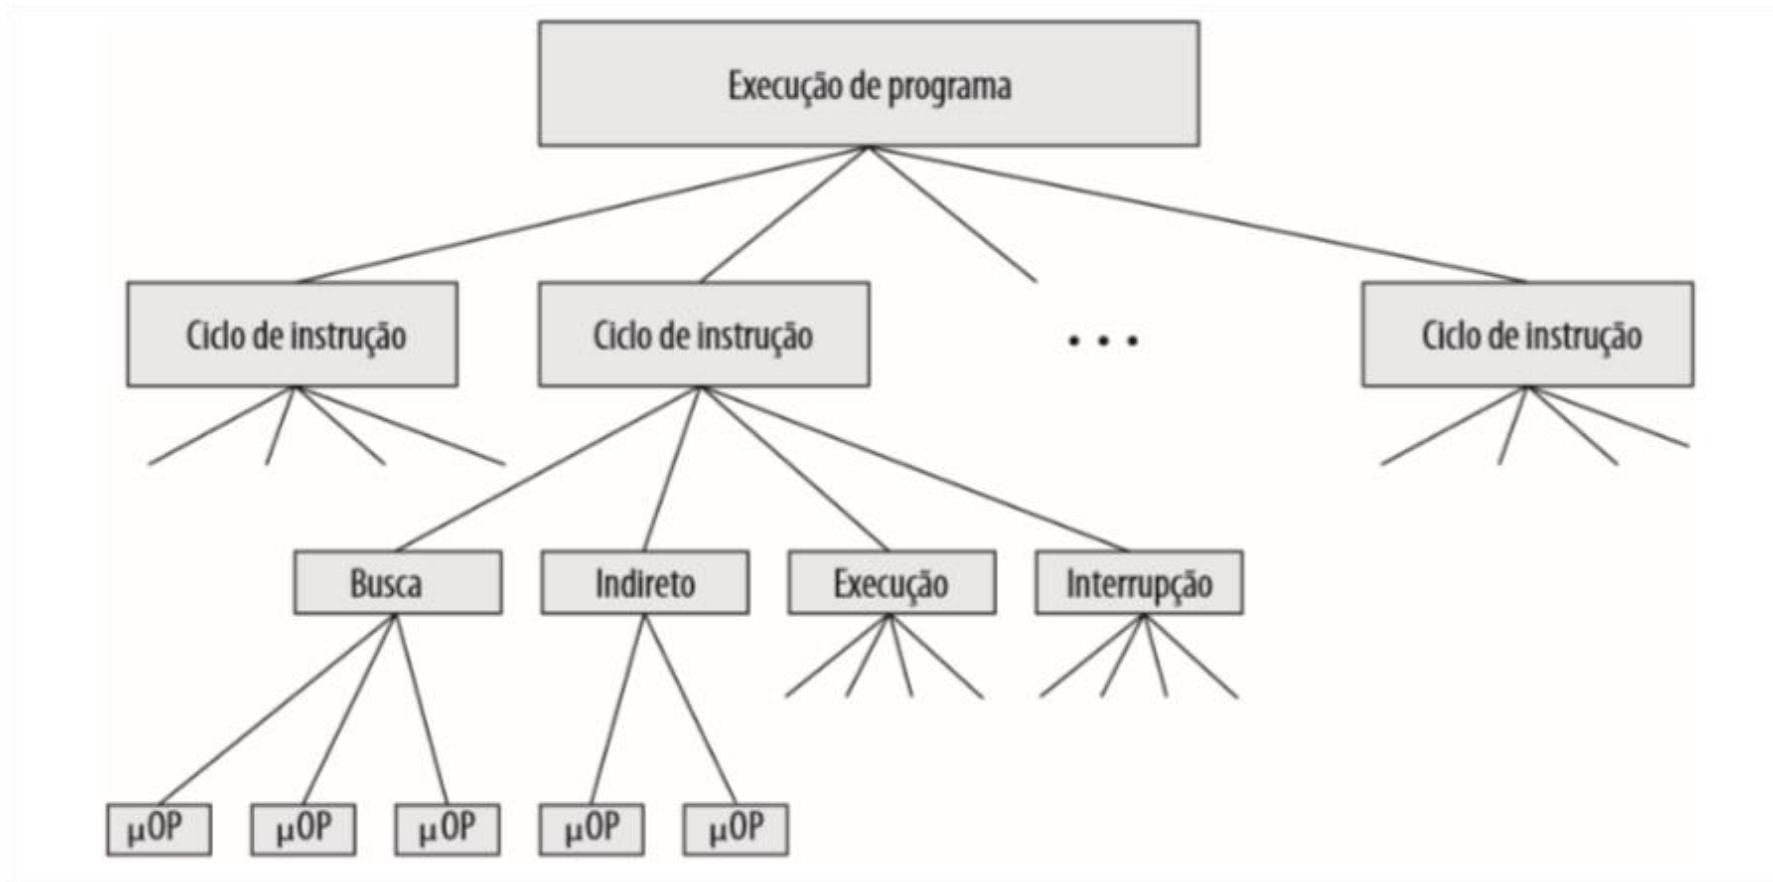 Execução de programa
Ciclo de instrução
Ciclo de instrução
...
Ciclo de instrução
Busca
Indireto
Execução
Interrupção
μOP
μOP
μOP
μOP
μOP